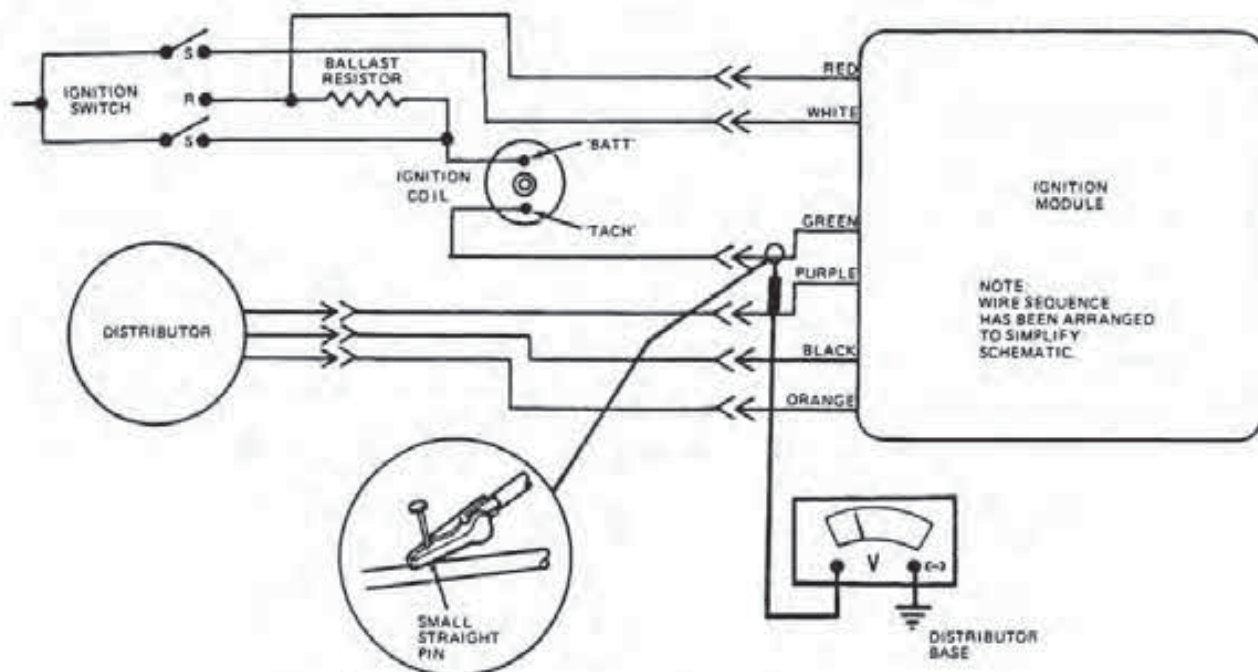 S
BALLAST
RESISTOR
IGNITION
SWITCH
R
S
RED
WHITE
'BATT'
IGNITION
COIL
'TACH'
IGNITION
MODULE
GREEN
PURPLE
NOTE:
WIRE SEQUENCE
HAS BEEN ARRANGED
TO SIMPLIFY
SCHEMATIC.
DISTRIBUTOR
BLACK
ORANGE
SMALL
STRAIGHT
PIN
V
(-)
DISTRIBUTOR
BASE